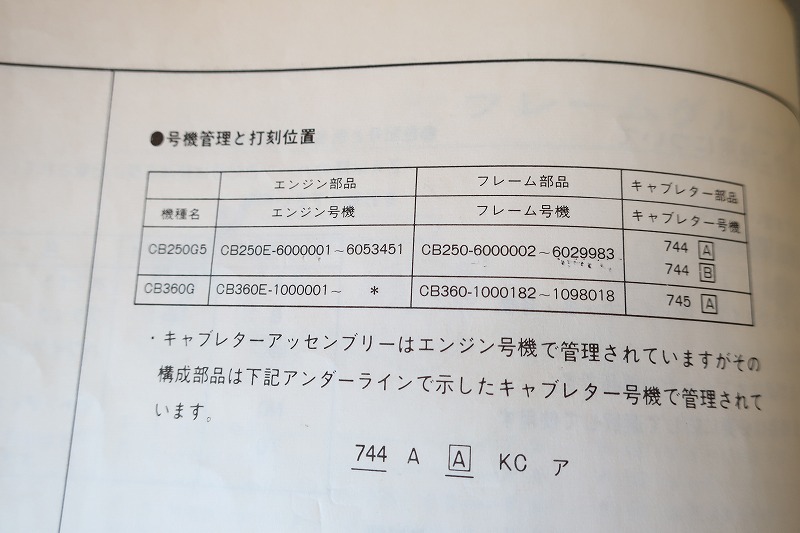 ●号機管理と打刻位置
エンジン部品 フレーム部品 キャブレター部品
機種名 エンジン号機 フレーム号機 キャブレター号機
CB250G5 CB250E-6000001～6053451 CB250-6000002～6029983 744 A
744 B
CB360G CB360E-1000001～ * CB360-1000182～1098018 745 A
・キャブレターアッセンブリーはエンジン号機で管理されていますがその
構成部品は下記アンダーラインで示したキャブレター号機で管理されて
います。
744 A A KC ア